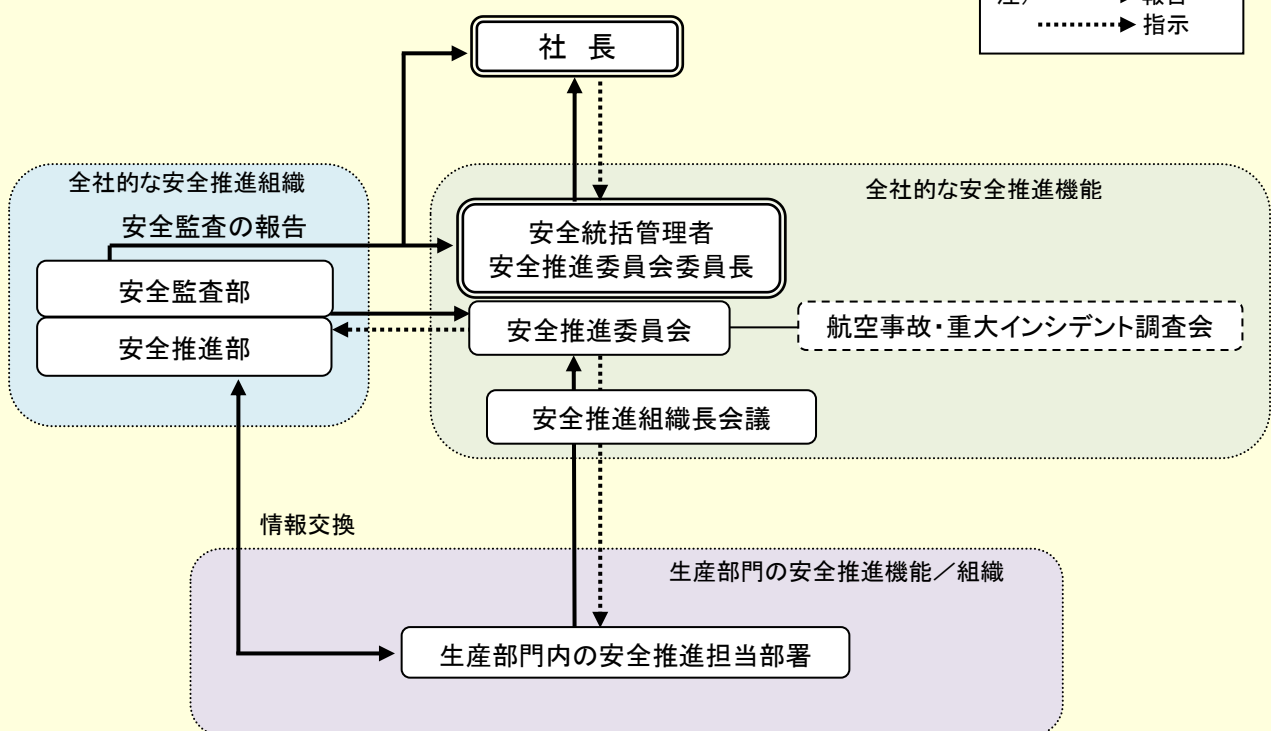 報告
指示
社 長
全社的な安全推進組織
全社的な安全推進機能
安全監査の報告
安全統括管理者
安全推進委員会委員長
安全監査部
安全推進委員会
航空事故・重大インシデント調査会
安全推進部
安全推進組織長会議
情報交換
生産部門の安全推進機能／組織
生産部門内の安全推進担当部署